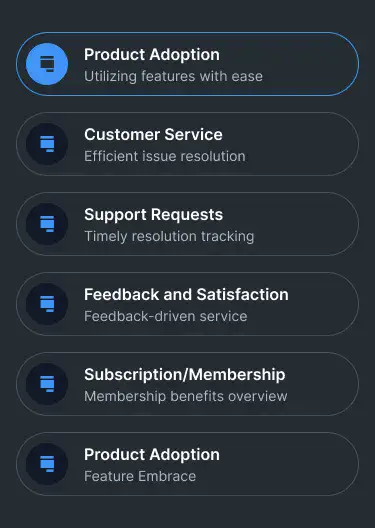 Product Adoption
Utilizing features with ease
Customer Service
Efficient issue resolution
Support Requests
Timely resolution tracking
Feedback and Satisfaction
Feedback-driven service
Subscription/Membership
Membership benefits overview
Product Adoption
Feature Embrace